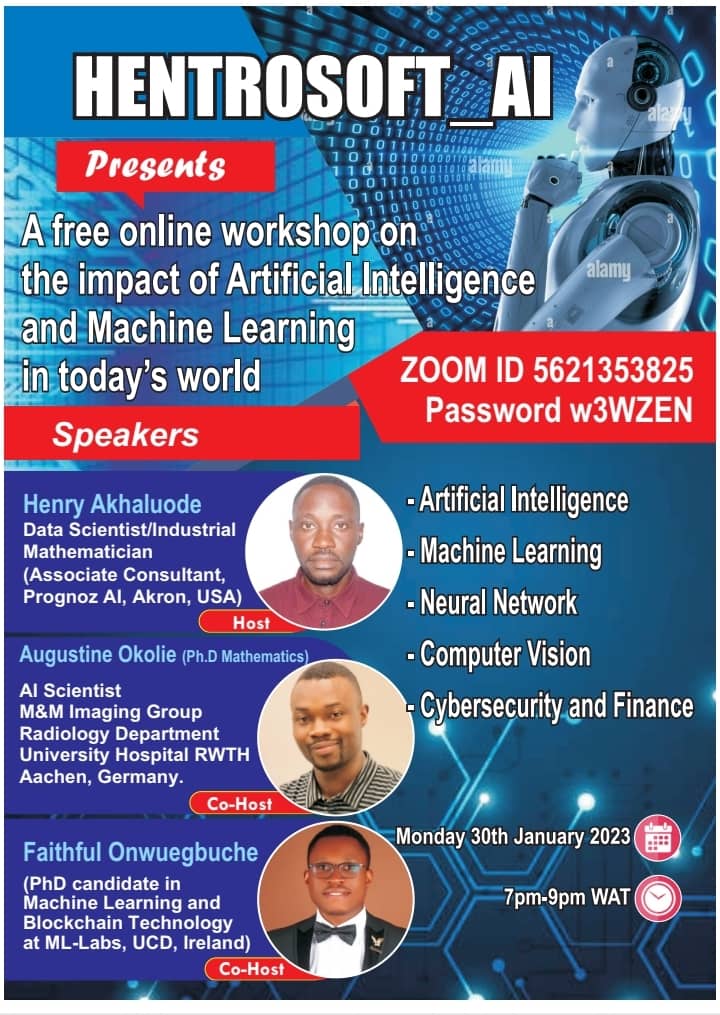 HENTROSOFT_AI
Presents
A free online workshop on
the impact of Artificial Intelligence
and Machine Learning
in today's world
ZOOM ID 5621353825
Password w3WZEN
Speakers
Henry Akhaluode
Data Scientist/Industrial
Mathematician
(Associate Consultant,
Prognoz AI, Akron, USA)
Host
Augustine Okolie (Ph.D Mathematics)
AI Scientist
M&M Imaging Group
Radiology Department
University Hospital RWTH
Aachen, Germany.
Co-Host
Faithful Onwuegbuche
(PhD candidate in
Machine Learning and
Blockchain Technology
at ML-Labs, UCD, Ireland)
Co-Host
- Artificial Intelligence
- Machine Learning
- Neural Network
- Computer Vision
- Cybersecurity and Finance
Monday 30th January 2023
7pm-9pm WAT
alamy
alamy
alamy